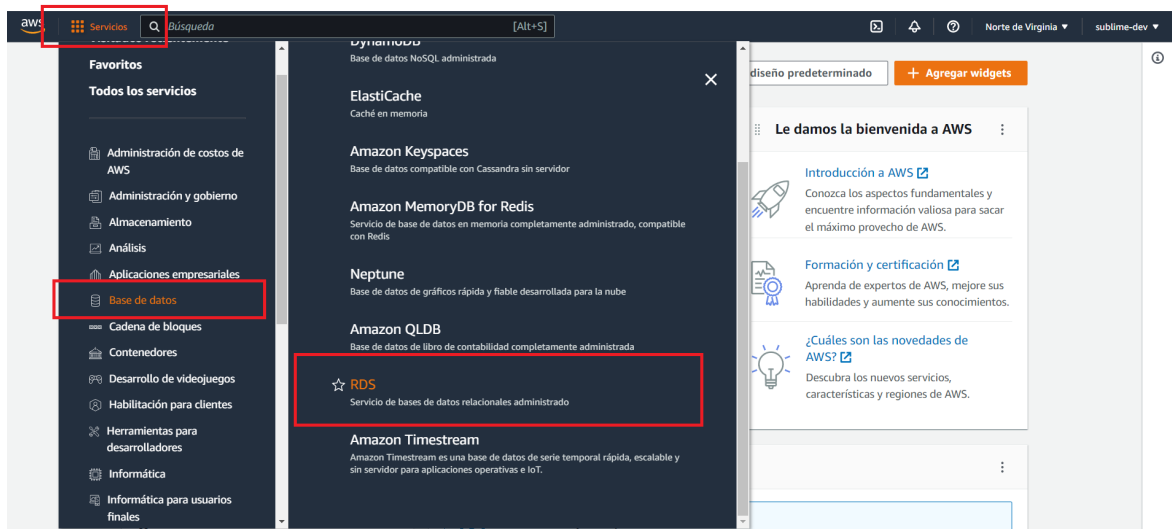 aws
Servicios
Búsqueda
[Alt+S]
Norte de Virginia
sublime-dev
Favoritos
Todos los servicios
Administración de costos de
AWS
Administración y gobierno
Almacenamiento
Análisis
Aplicaciones empresariales
Base de datos
Cadena de bloques
Contenedores
Desarrollo de videojuegos
Habilitación para clientes
Herramientas para
desarrolladores
Informática
Informática para usuarios
finales
DynamoDB
Base de datos NoSQL administrada
ElastiCache
Caché en memoria
Amazon Keyspaces
Base de datos compatible con Cassandra sin servidor
Amazon MemoryDB for Redis
Servicio de base de datos en memoria completamente administrado, compatible
con Redis
Neptune
Base de datos de gráficos rápida y fiable desarrollada para la nube
Amazon QLDB
Base de datos de libro de contabilidad completamente administrada
RDS
Servicio de bases de datos relacionales administrado
Amazon Timestream
Amazon Timestream es una base de datos de serie temporal rápida, escalable y
sin servidor para aplicaciones operativas e IoT.
diseño predeterminado
+ Agregar widgets
Le damos la bienvenida a AWS
Introducción a AWS
Conozca los aspectos fundamentales y
encuentre información valiosa para sacar
el máximo provecho de AWS.
Formación y certificación
Aprenda de expertos de AWS, mejore sus
habilidades y aumente sus conocimientos.
¿Cuáles son las novedades de
AWS?
Descubra los nuevos servicios,
características y regiones de AWS.